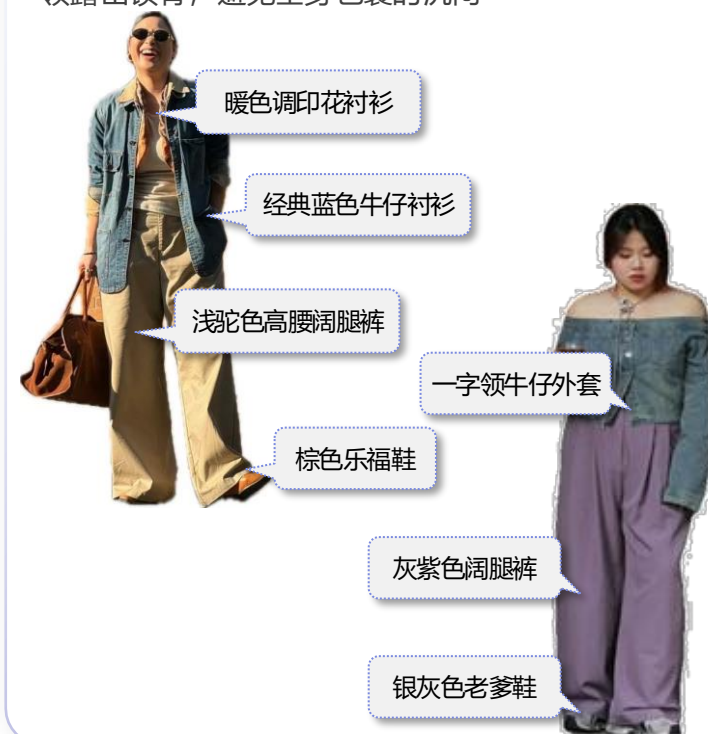 暖色调印花衬衫
经典蓝色牛仔衬衫
浅驼色高腰阔腿裤
一字领牛仔外套
棕色乐福鞋
灰紫色阔腿裤
银灰色老爹鞋